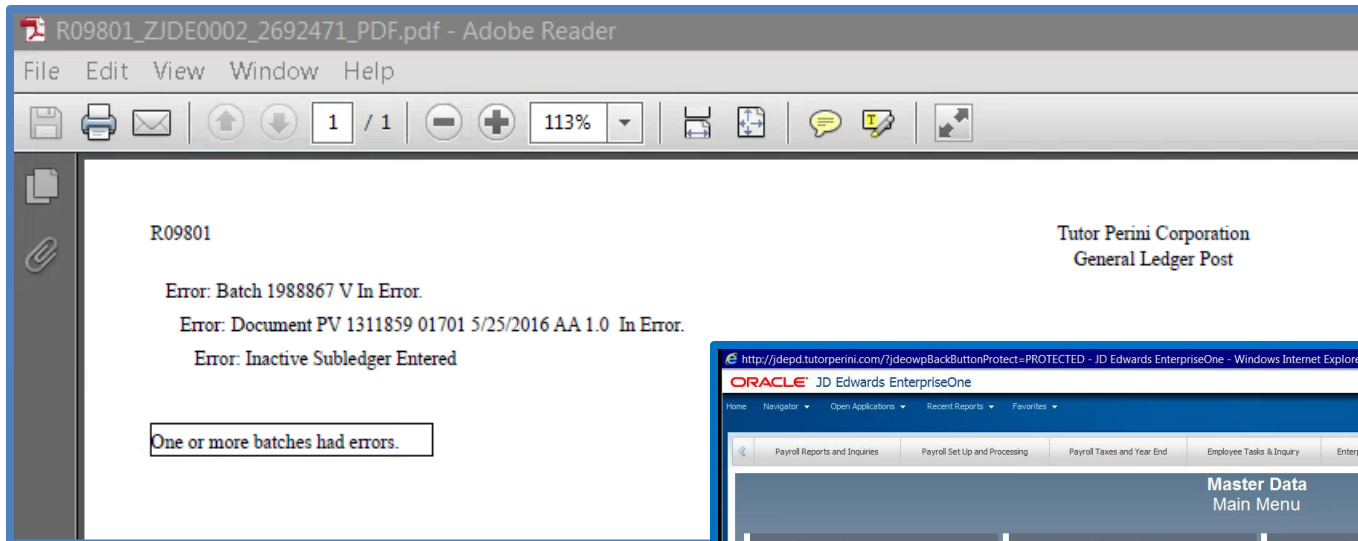 R09801_ZJDE0002_2692471_PDF.pdf - Adobe Reader
File Edit View Window Help
1 / 1 113%
R09801
Tutor Perini Corporation
General Ledger Post
Error: Batch 1988867 V In Error.
Error: Document PV 1311859 01701 5/25/2016 AA 1.0 In Error.
Error: Inactive Subledger Entered
One or more batches had errors.
http://jdepd.tutorperini.com/?jdeowpBackButtonProtect=PROTECTED - JD Edwards EnterpriseOne - Windows Internet Explore
ORACLE JD Edwards EnterpriseOne
Home Navigator Open Applications Recent Reports Favorites
Payroll Reports and Inquiries Payroll Set Up and Processing Payroll Taxes and Year End Employee Tasks & Inquiry Enterp
Master Data
Main Menu